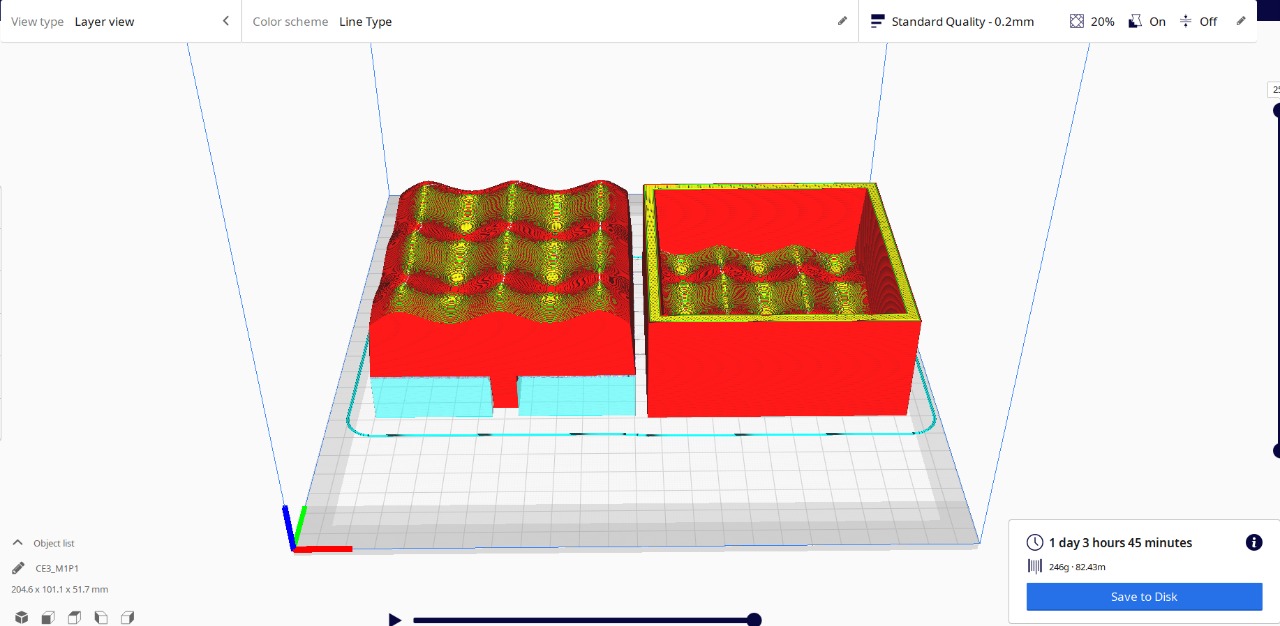 View type Layer view Color scheme Line Type Standard Quality - 0.2mm 20% On Off
Object list
CE3_M1P1
204.6 x 101.1 x 51.7 mm
1 day 3 hours 45 minutes
246g · 82.43m
Save to Disk